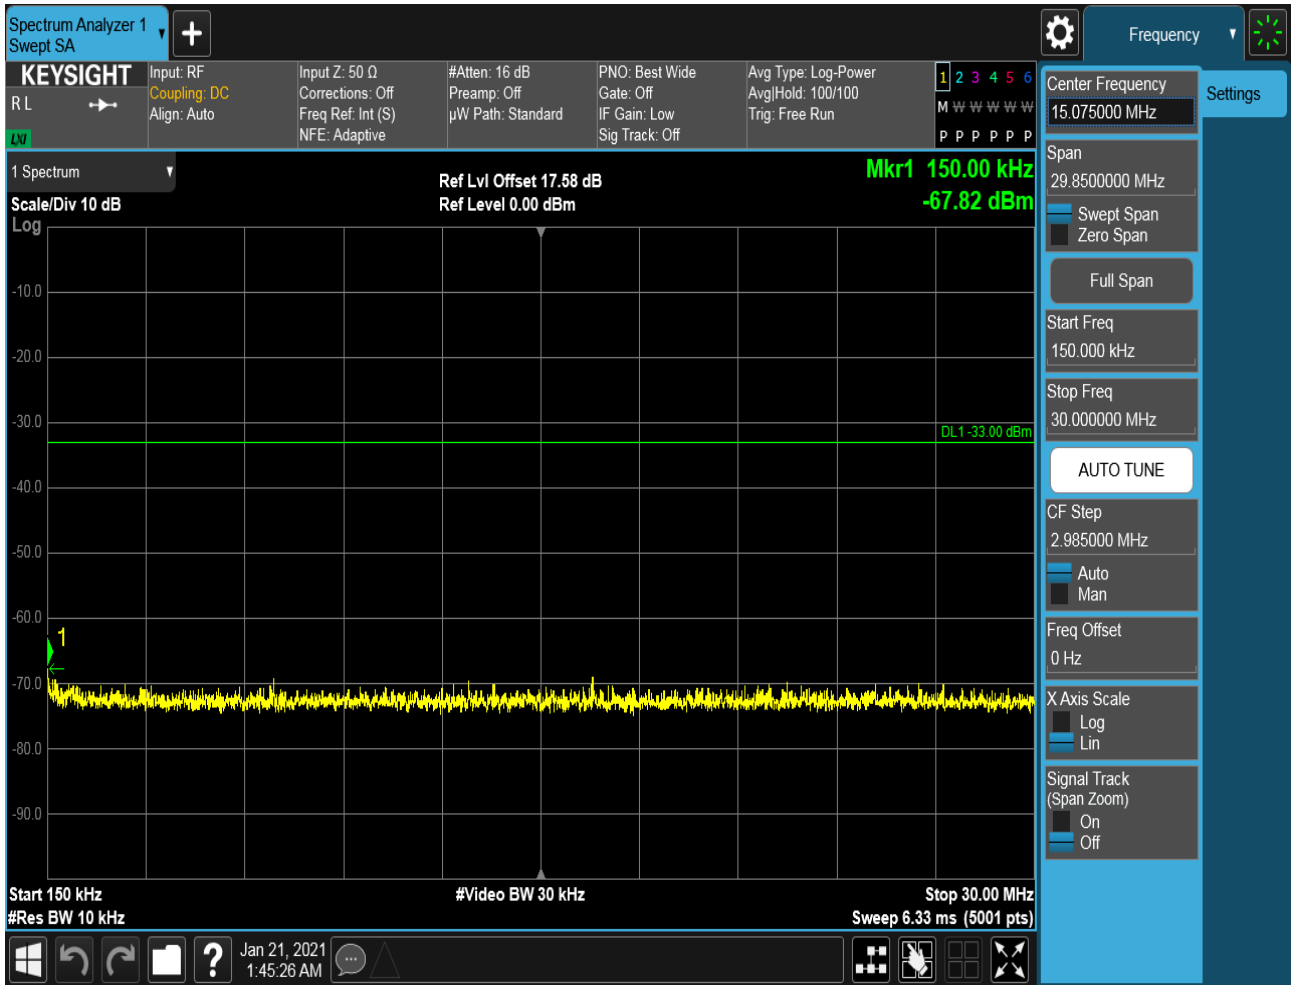 Spectrum Analyzer 1
Swept SA
Frequency
KEYSIGHT
R L
LXI
Input: RF
Coupling: DC
Align: Auto
Input Z: 50 Ω
Corrections: Off
Freq Ref: Int (S)
NFE: Adaptive
#Atten: 16 dB
Preamp: Off
µW Path: Standard
PNO: Best Wide
Gate: Off
IF Gain: Low
Sig Track: Off
Avg Type: Log-Power
Avg|Hold: 100/100
Trig: Free Run
1 2 3 4 5 6
M W W W W W
P P P P P P
1 Spectrum
Scale/Div 10 dB
Log
Ref Lvl Offset 17.58 dB
Ref Level 0.00 dBm
Mkr1 150.00 kHz
-67.82 dBm
-10.0
-20.0
-30.0
DL1 -33.00 dBm
-40.0
-50.0
-60.0
1
-70.0
-80.0
-90.0
Start 150 kHz
#Video BW 30 kHz
Stop 30.00 MHz
#Res BW 10 kHz
Sweep 6.33 ms (5001 pts)
Center Frequency
15.075000 MHz
Settings
Span
29.8500000 MHz
Swept Span
Zero Span
Full Span
Start Freq
150.000 kHz
Stop Freq
30.000000 MHz
AUTO TUNE
CF Step
2.985000 MHz
Auto
Man
Freq Offset
0 Hz
X Axis Scale
Log
Lin
Signal Track
(Span Zoom)
On
Off
?
Jan 21, 2021
1:45:26 AM